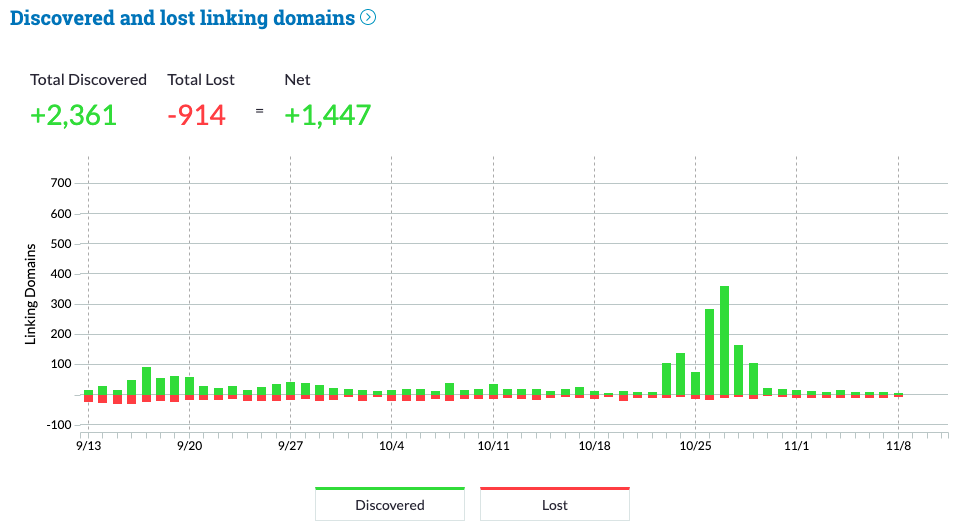 Discovered and lost linking domains
Total Discovered Total Lost Net
+2,361 -914 = +1,447
700
600
500
400
300
200
100
-100
Linking Domains
9/13 9/20 9/27 10/4 10/11 10/18 10/25 11/1 11/8
Discovered Lost